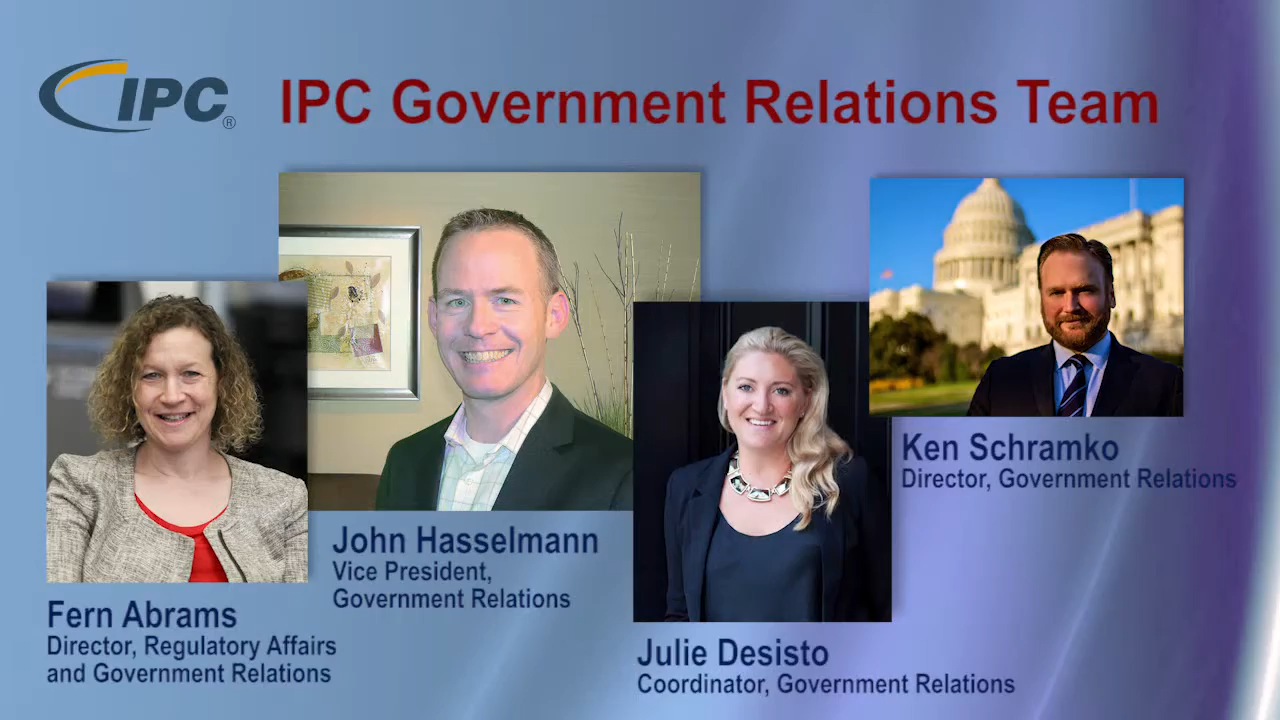 IPC®
IPC Government Relations Team
Fern Abrams
Director, Regulatory Affairs
and Government Relations
John Hasselmann
Vice President,
Government Relations
Julie Desisto
Coordinator, Government Relations
Ken Schramko
Director, Government Relations